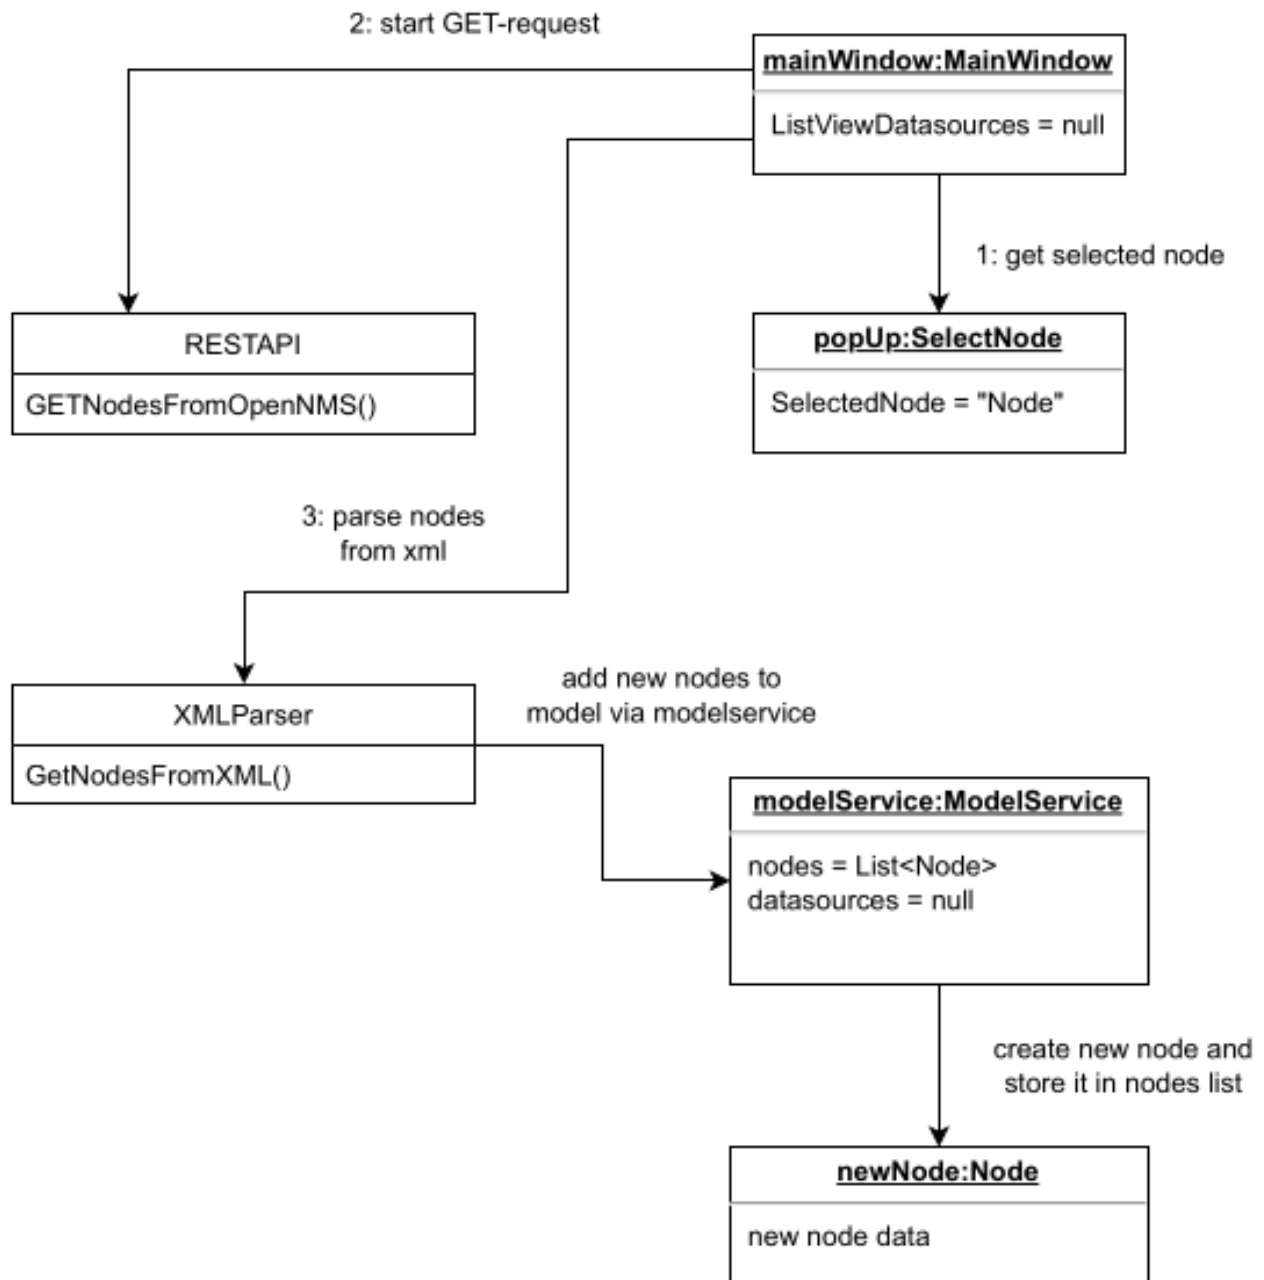 2: start GET-request
mainWindow:MainWindow
ListViewDatasources = null
1: get selected node
RESTAPI
GETNodesFromOpenNMS()
popUp:SelectNode
SelectedNode = "Node"
3: parse nodes
from xml
XMLParser
GetNodesFromXML()
add new nodes to
model via modelservice
modelService:ModelService
nodes = List<Node>
datasources = null
create new node and
store it in nodes list
newNode:Node
new node data